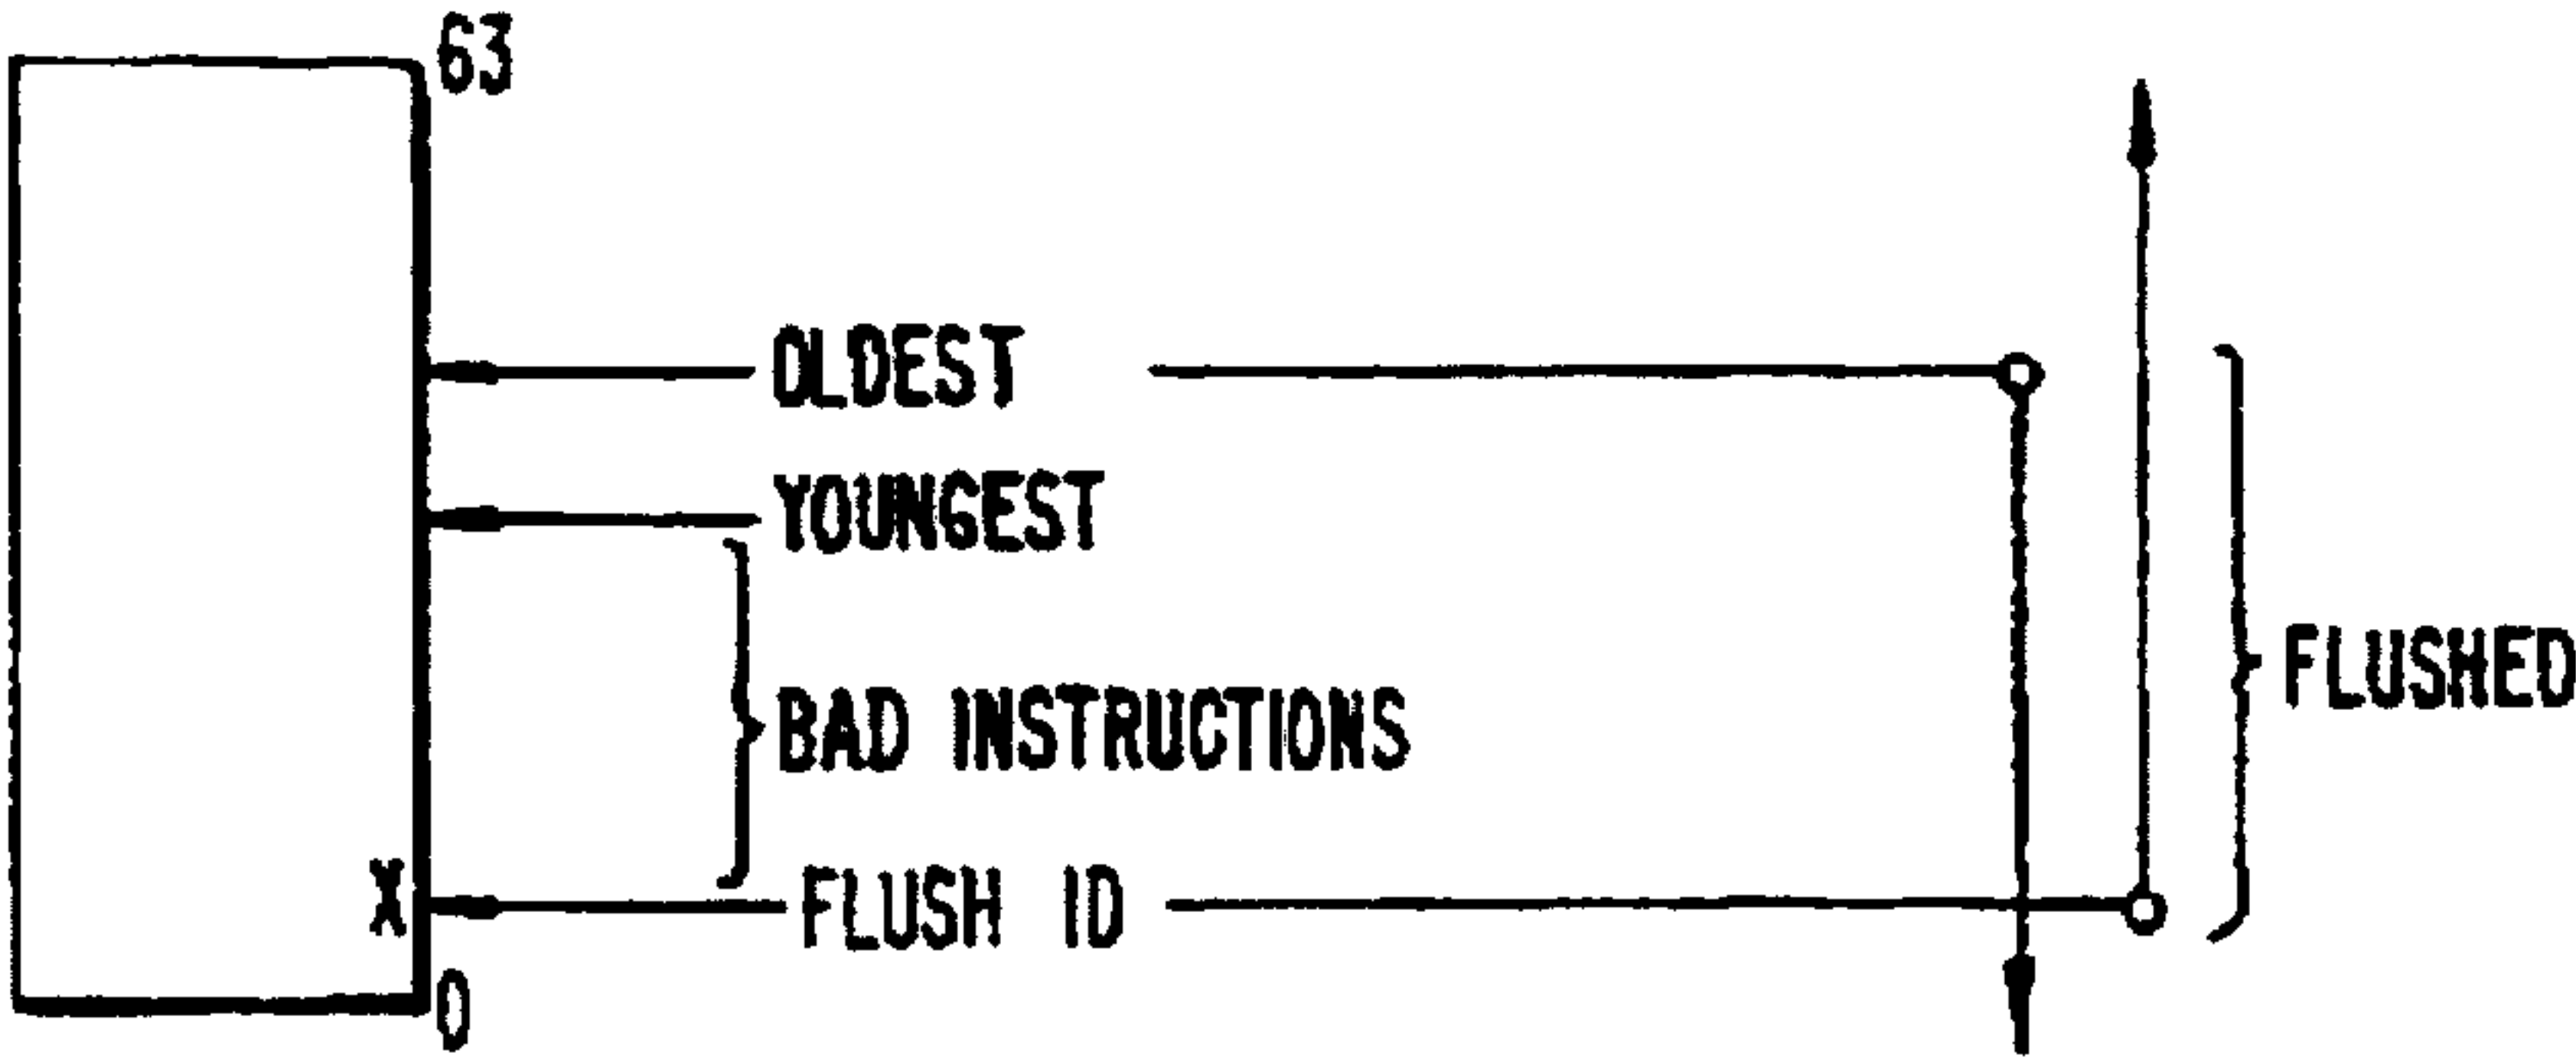 63
OLDEST
YOUNGEST
BAD INSTRUCTIONS
FLUSHED
X
FLUSH ID
0